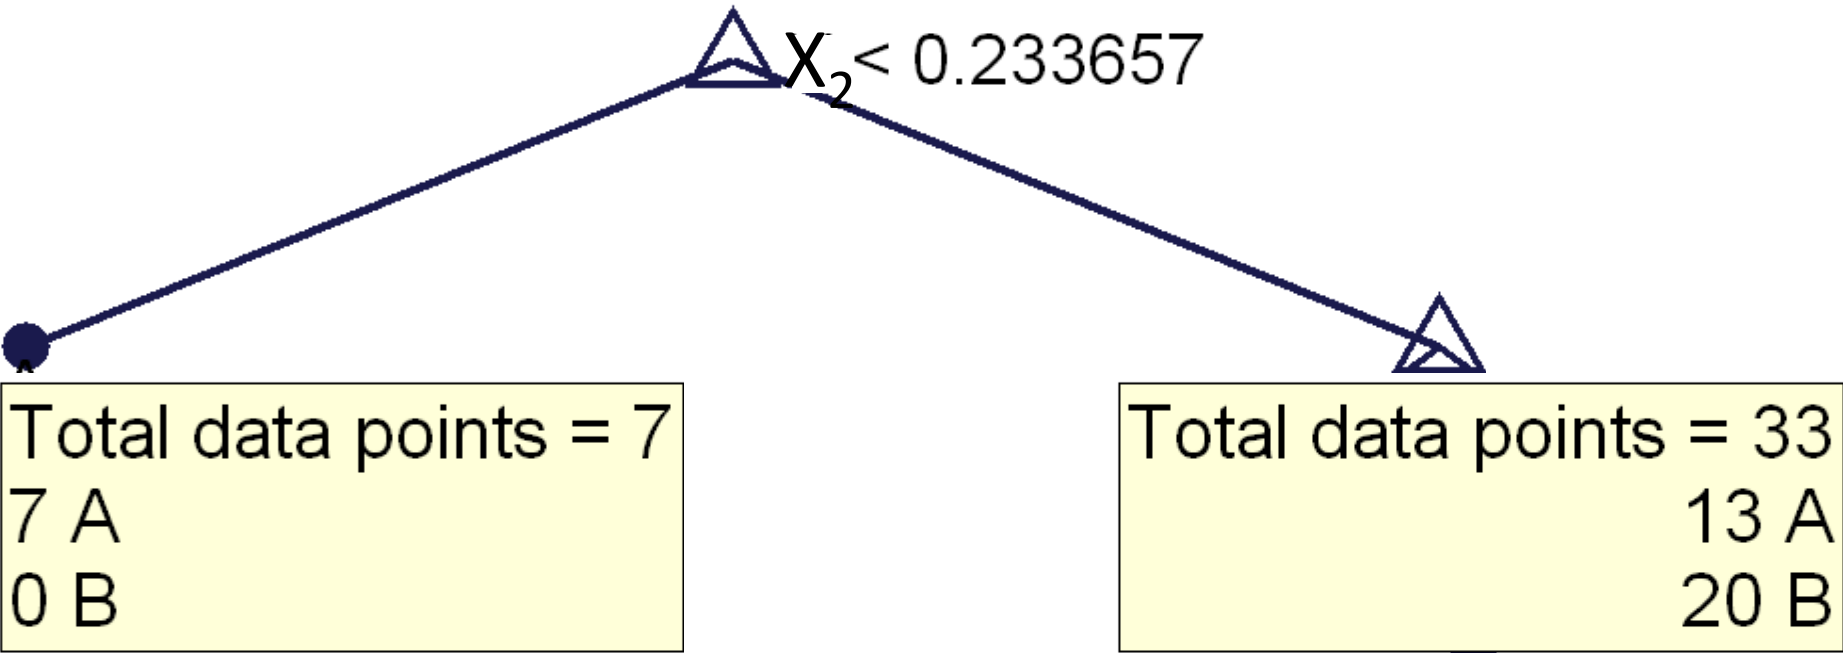 X₂ < 0.233657
Total data points = 7
7 A
0 B
Total data points = 33
13 A
20 B